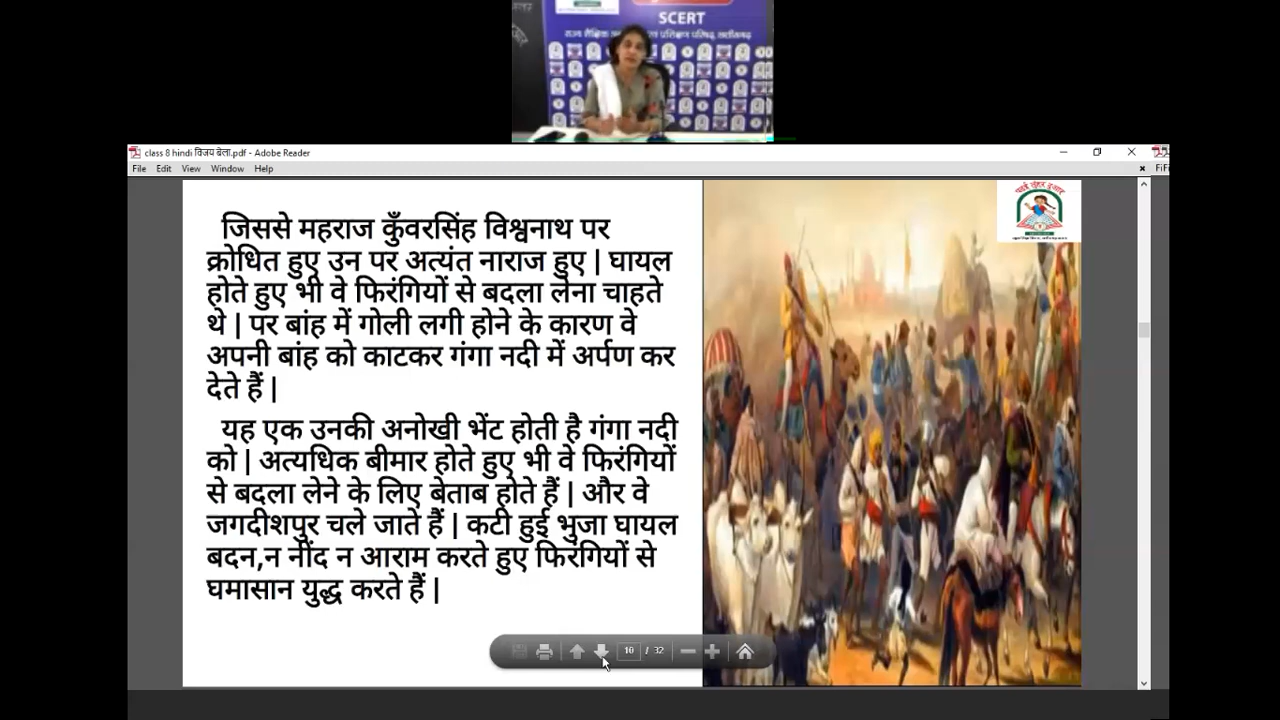 SCERT
class 8 hindi विजय बेला.pdf - Adobe Reader
File Edit View Window Help
जिससे महराज कुँवरसिंह विश्वनाथ पर
क्रोधित हुए उन पर अत्यंत नाराज हुए | घायल
होते हुए भी वे फिरंगियों से बदला लेना चाहते
थे | पर बांह में गोली लगी होने के कारण वे
अपनी बांह को काटकर गंगा नदी में अर्पण कर
देते हैं |
यह एक उनकी अनोखी भेंट होती है गंगा नदी
को | अत्यधिक बीमार होते हुए भी वे फिरंगियों
से बदला लेने के लिए बेताब होते हैं | और वे
जगदीशपुर चले जाते हैं | कटी हुई भुजा घायल
बदन,न नींद न आराम करते हुए फिरंगियों से
घमासान युद्ध करते हैं |
10 / 32